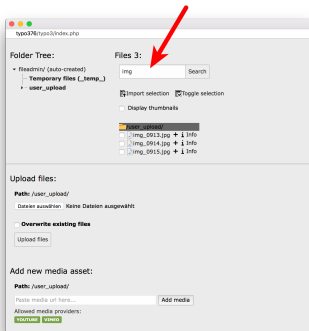 typo376/typo3/index.php
Folder Tree:
Files 3:
fileadmin/ (auto-created)
Temporary files (_temp_)
user_upload
img
Search
Import selection
Toggle selection
Display thumbnails
/user_upload/
img_0913.jpg + i Info
img_0914.jpg + i Info
img_0915.jpg + i Info
Upload files:
Path: /user_upload/
Dateien auswählen Keine Dateien ausgewählt
Overwrite existing files
Upload files
Add new media asset:
Path: /user_upload/
Paste media url here...
Add media
Allowed media providers:
YOUTUBE VIMEO